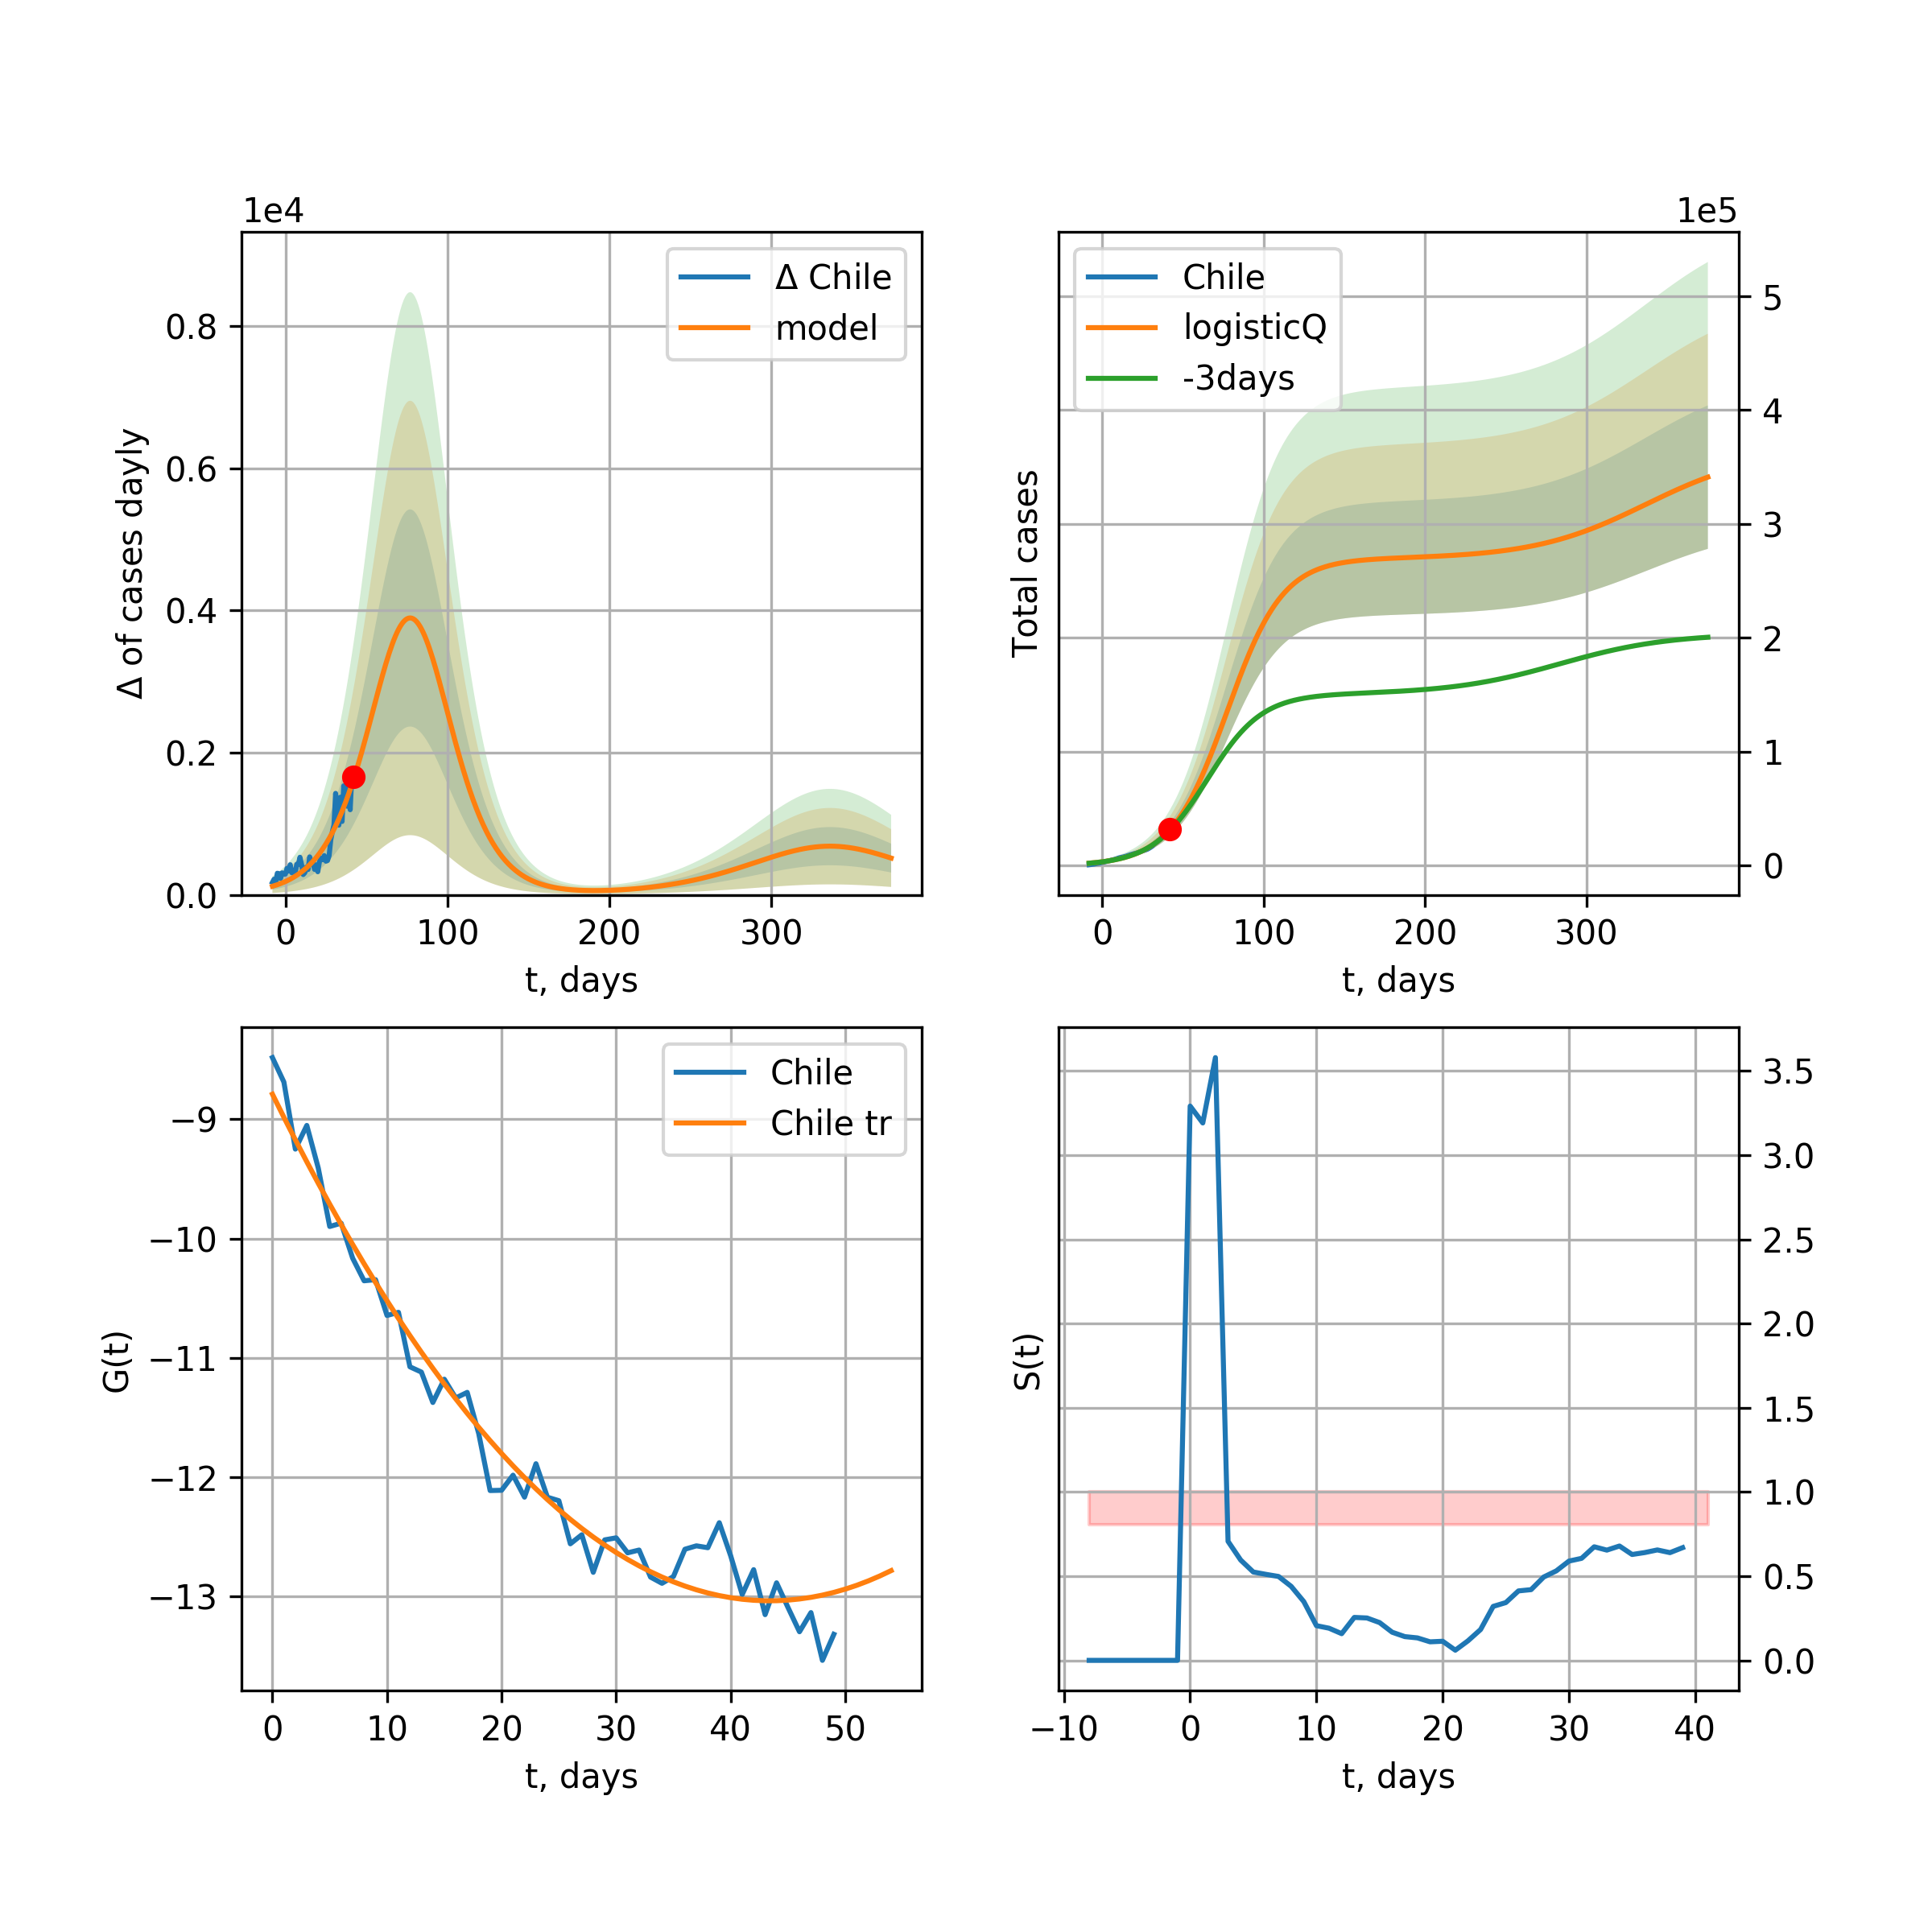 1e4
Δ Chile
model
0.8
0.6
0.4
0.2
0.0
Δ of cases dayly
0 100 200 300
t, days
1e5
Chile
logisticQ
-3days
5
4
3
2
1
0
Total cases
0 100 200 300
t, days
Chile
Chile tr
−9
−10
−11
−12
−13
G(t)
0 10 20 30 40 50
t, days
3.5
3.0
2.5
2.0
1.5
1.0
0.5
0.0
S(t)
−10 0 10 20 30 40
t, days